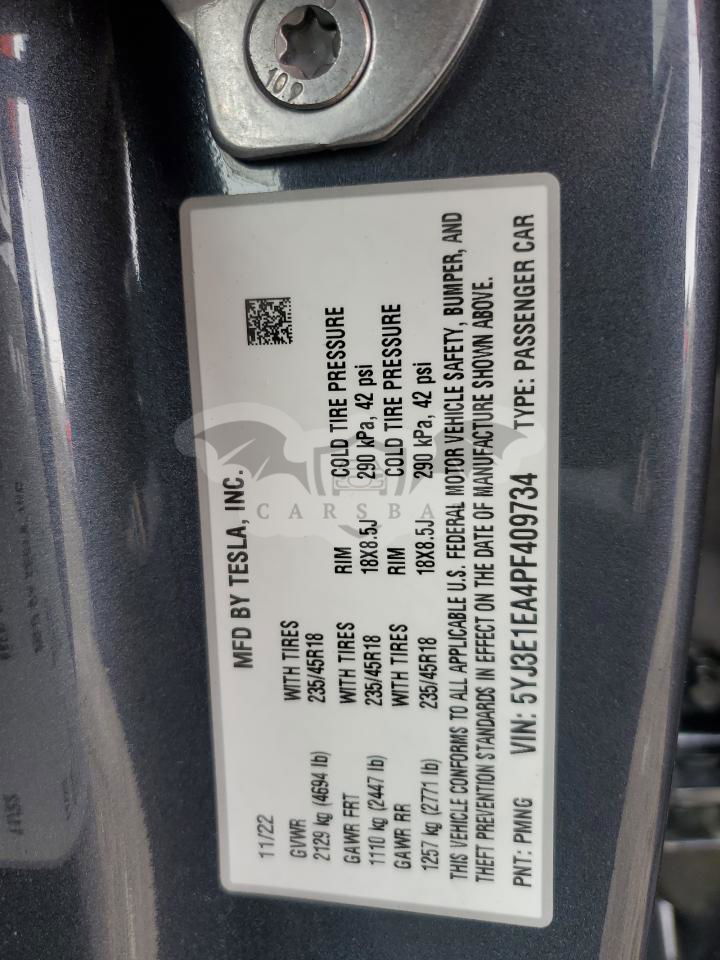 10.9
MFD BY TESLA, INC.
11/22
GVWR WITH TIRES RIM COLD TIRE PRESSURE
2129 kg (4694 lb) 235/45R18 18X8.5J 290 kPa, 42 psi
GAWR FRT WITH TIRES RIM COLD TIRE PRESSURE
1110 kg (2447 lb) 235/45R18 18X8.5J 290 kPa, 42 psi
GAWR RR WITH TIRES
1257 kg (2771 lb) 235/45R18
THIS VEHICLE CONFORMS TO ALL APPLICABLE U.S. FEDERAL MOTOR VEHICLE SAFETY, BUMPER, AND
THEFT PREVENTION STANDARDS IN EFFECT ON THE DATE OF MANUFACTURE SHOWN ABOVE.
PNT: PMNG VIN: 5YJ3E1EA4PF409734 TYPE: PASSENGER CAR
CARSBA